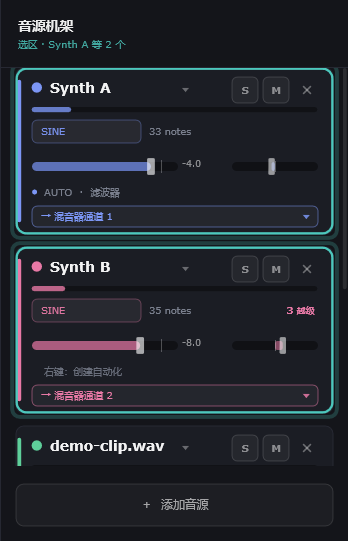 音源机架
选区 · Synth A 等 2 个
Synth A
S M ×
SINE 33 notes
-4.0
AUTO · 滤波器
→ 混音器通道 1
Synth B
S M ×
SINE 35 notes 3 越级
-8.0
右键：创建自动化
→ 混音器通道 2
demo-clip.wav
S M ×
+ 添加音源